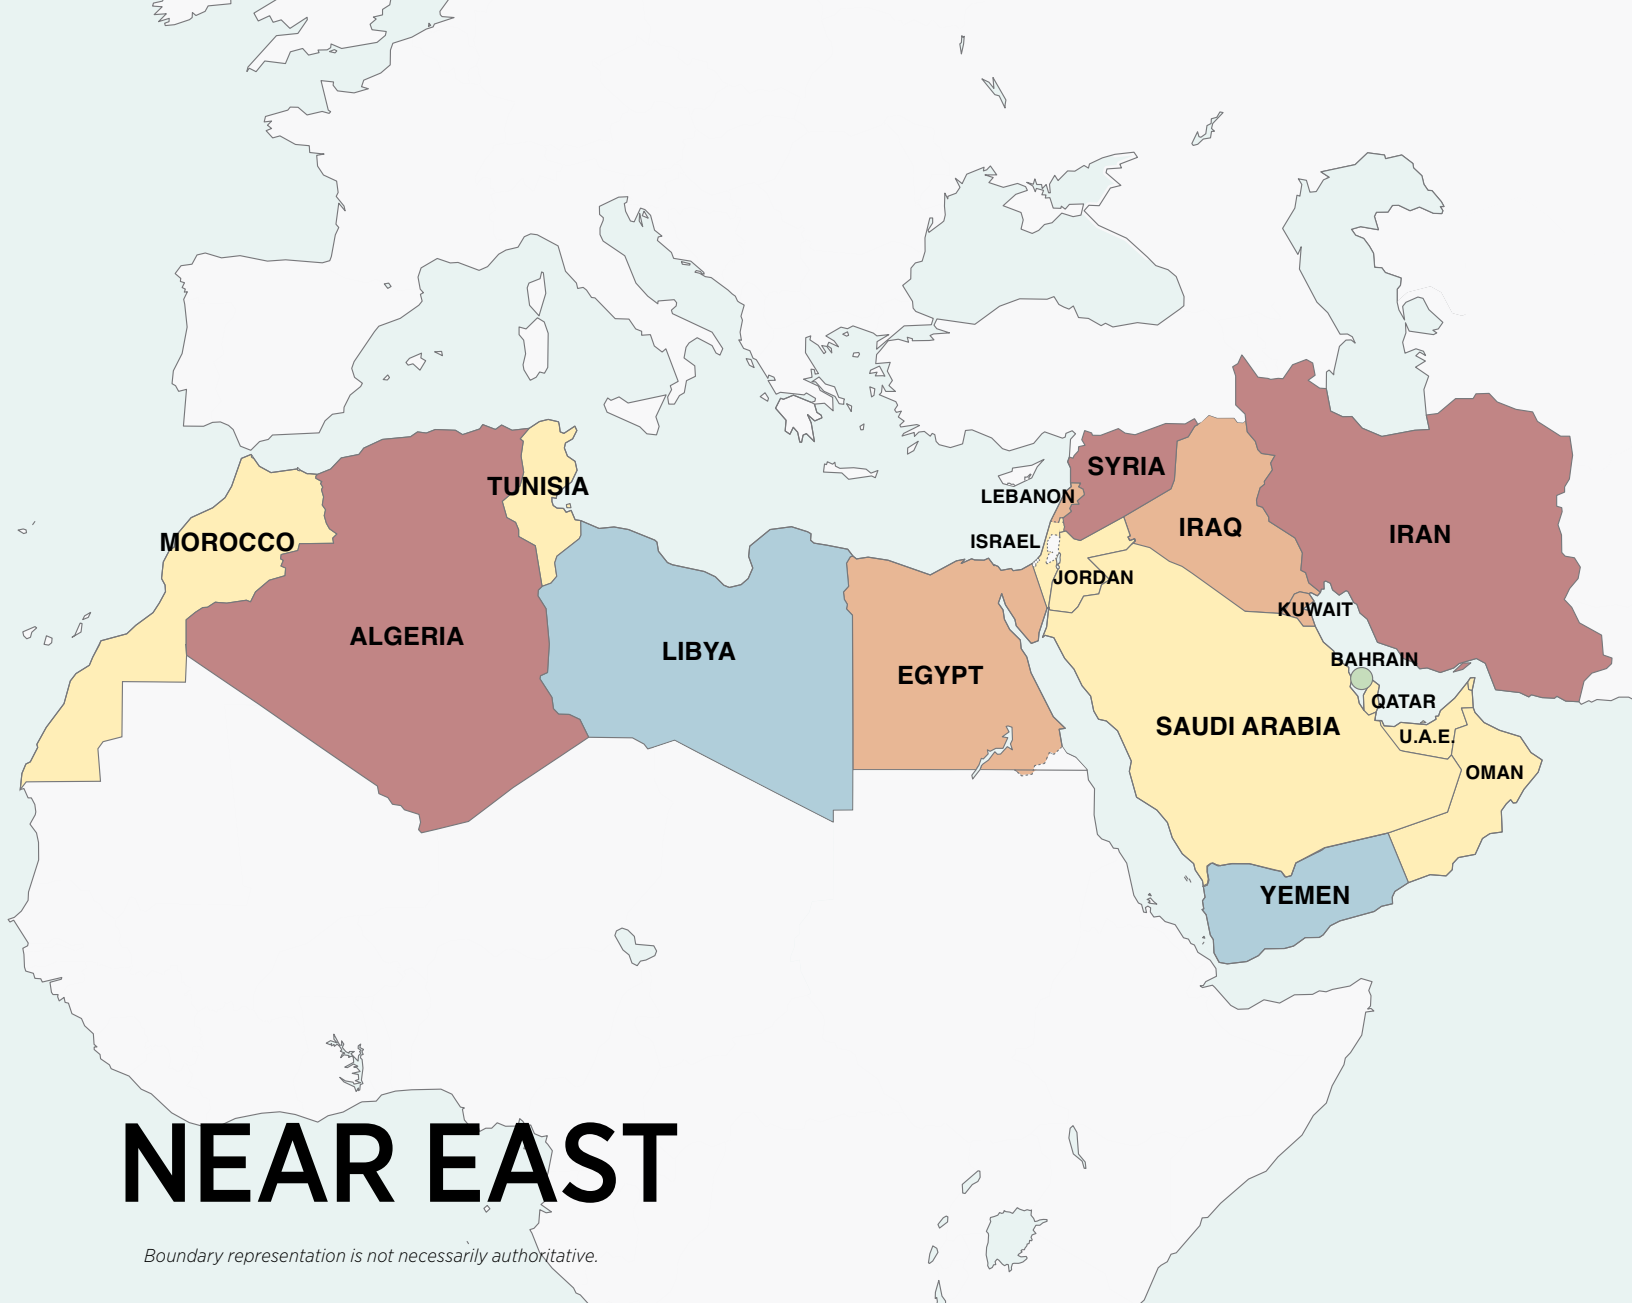 SYRIA
TUNISIA
LEBANON
IRAQ
IRAN
MOROCCO
ISRAEL
JORDAN
KUWAIT
ALGERIA
LIBYA
BAHRAIN
EGYPT
QATAR
SAUDI ARABIA
U.A.E.
OMAN
YEMEN
NEAR EAST
Boundary representation is not necessarily authoritative.